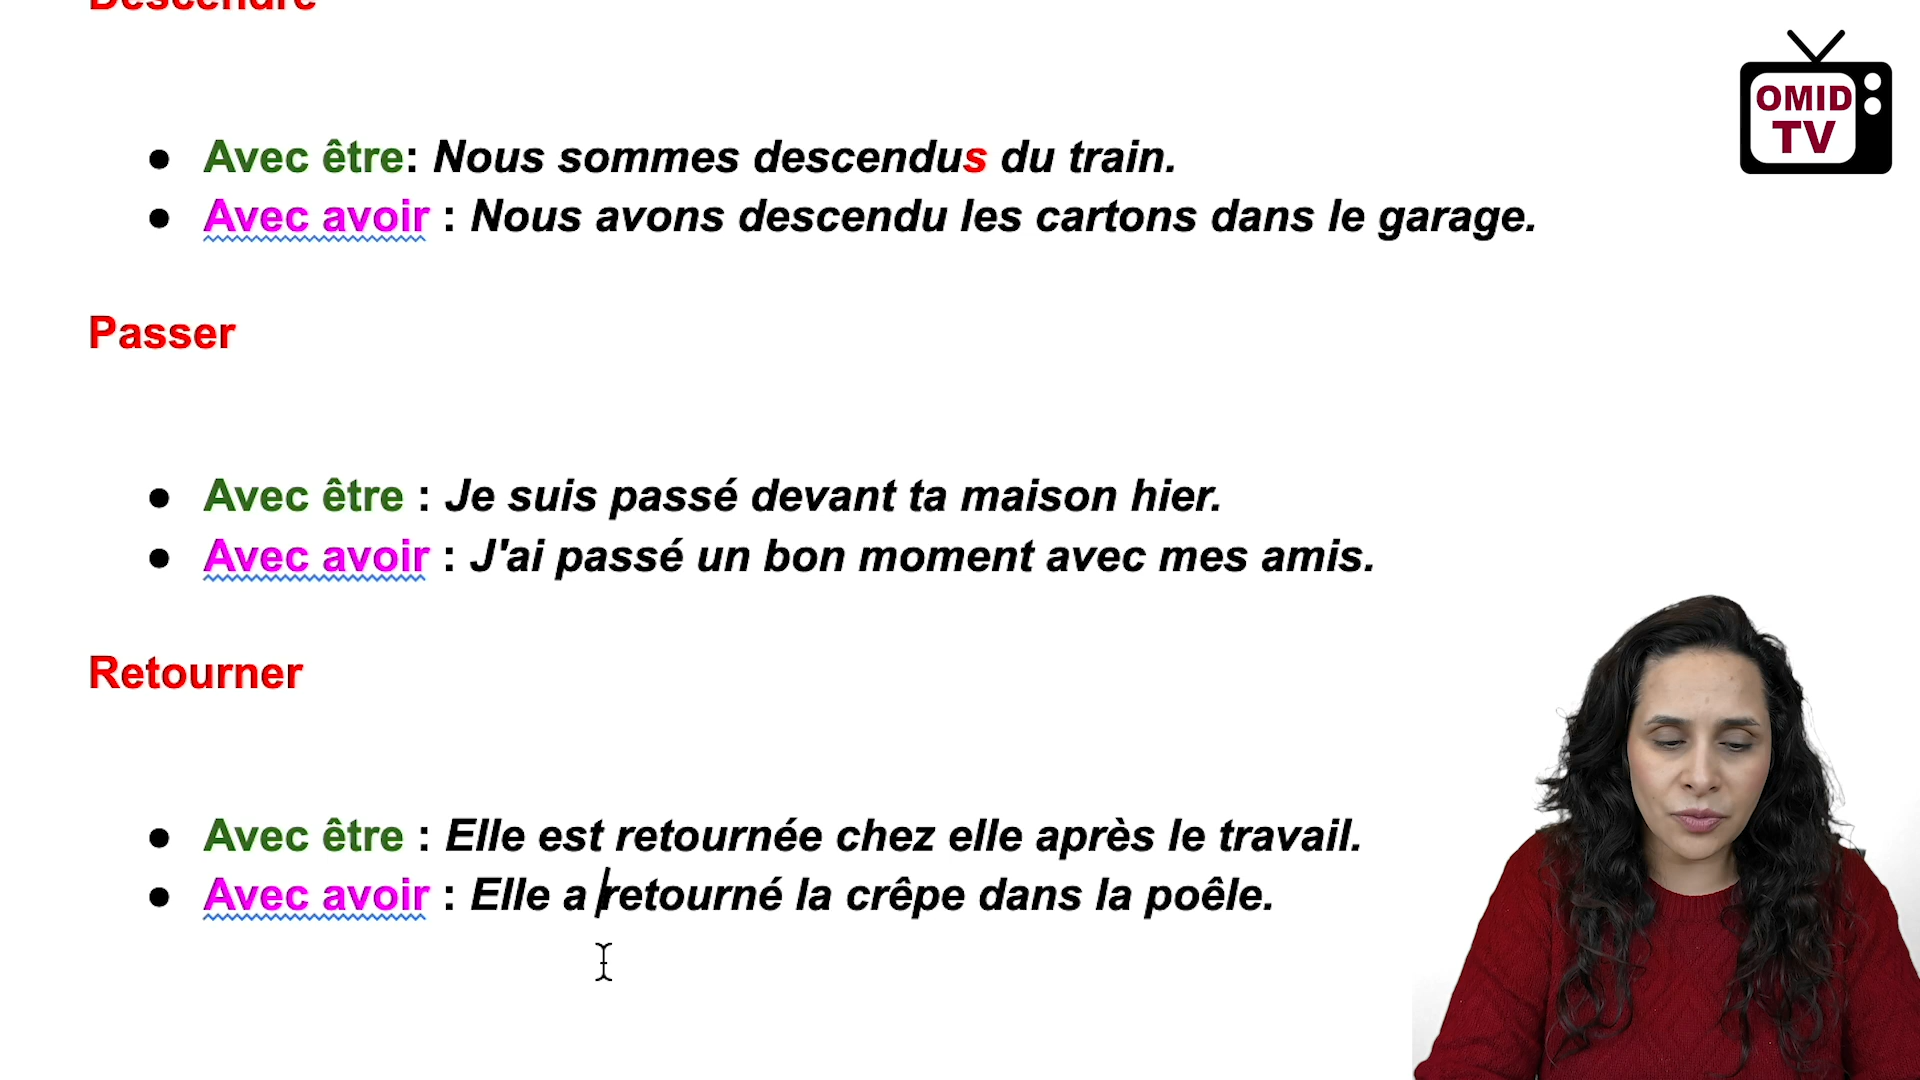 Descendre
OMID
TV
● Avec être: Nous sommes descendus du train.
● Avec avoir : Nous avons descendu les cartons dans le garage.
Passer
● Avec être : Je suis passé devant ta maison hier.
● Avec avoir : J'ai passé un bon moment avec mes amis.
Retourner
● Avec être : Elle est retournée chez elle après le travail.
● Avec avoir : Elle a retourné la crêpe dans la poêle.